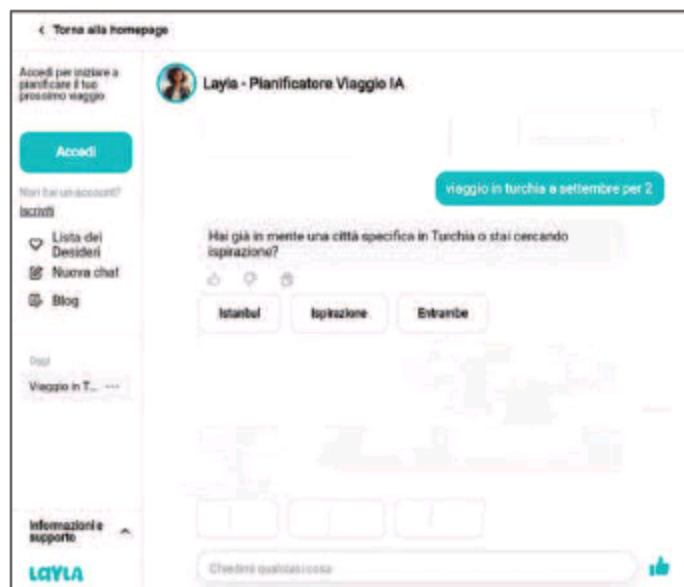 Torna alla homepage
Accedi per iniziare a
pianificare il tuo
prossimo viaggio
Accedi
Non hai un account?
Iscriviti
Lista dei
Desideri
Nuova chat
Blog
Oggi
Viaggio in T... ...
Informazioni e
supporto
LAYLA
Layla - Pianificatore Viaggio IA
viaggio in turchia a settembre per 2
Hai già in mente una città specifica in Turchia o stai cercando
ispirazione?
Istanbul
Ispirazione
Entrambe
Chiedimi qualsiasi cosa